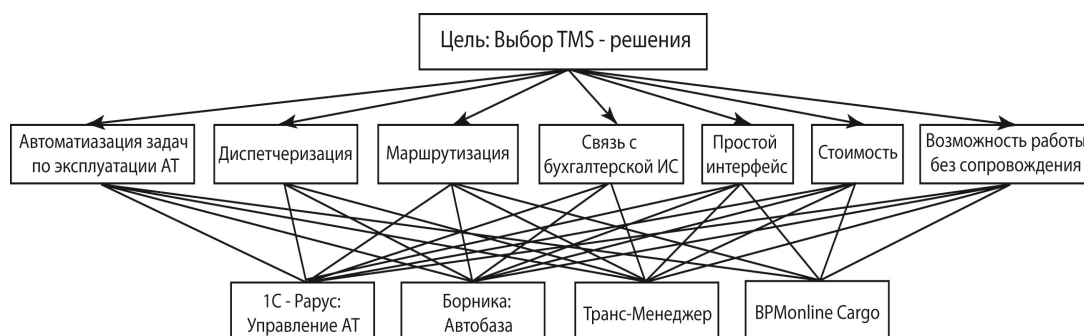 Цель: Выбор TMS - решения
Автоматиазация задач
по эксплуатации АТ
Диспетчеризация
Маршрутизация
Связь с
бухгалтерской ИС
Простой
интерфейс
Стоимость
Возможность работы
без сопровождения
1С - Рарус:
Управление АТ
Борника:
Автобаза
Транс-Менеджер
BPMonline Cargo